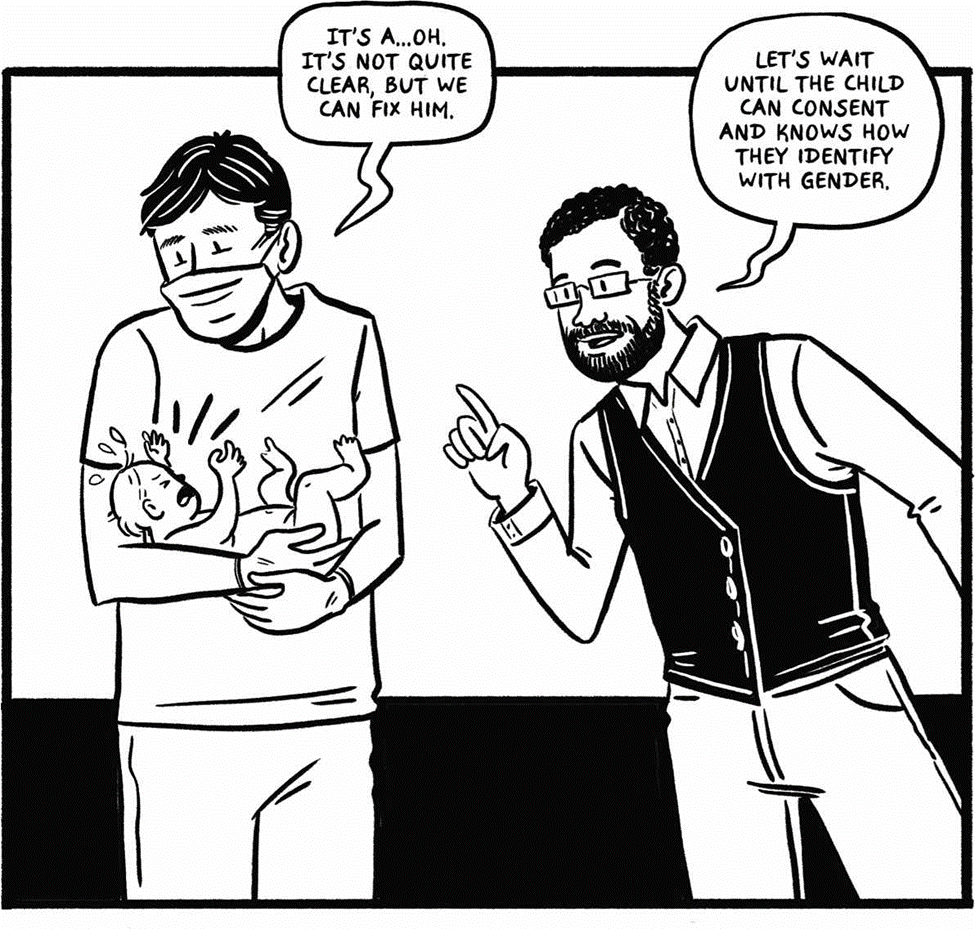 IT'S A...OH.
IT'S NOT QUITE
CLEAR, BUT WE
CAN FIX HIM.
LET'S WAIT
UNTIL THE CHILD
CAN CONSENT
AND KNOWS HOW
THEY IDENTIFY
WITH GENDER.